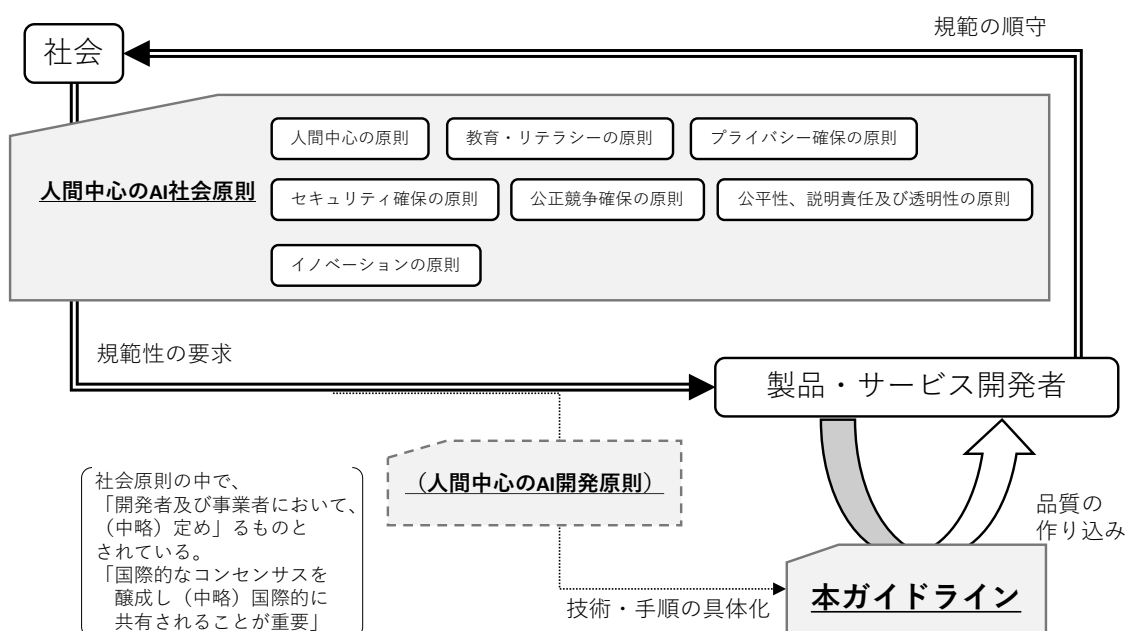 規範の順守
社会
人間中心の原則
教育・リテラシーの原則
プライバシー確保の原則
人間中心のAI社会原則
セキュリティ確保の原則
公正競争確保の原則
公平性、説明責任及び透明性の原則
イノベーションの原則
規範性の要求
製品・サービス開発者
（人間中心のAI開発原則）
社会原則の中で、
「開発者及び事業者において、
（中略）定め」るものと
されている。
「国際的なコンセンサスを
醸成し（中略）国際的に
共有されることが重要」
品質の
作り込み
技術・手順の具体化
本ガイドライン